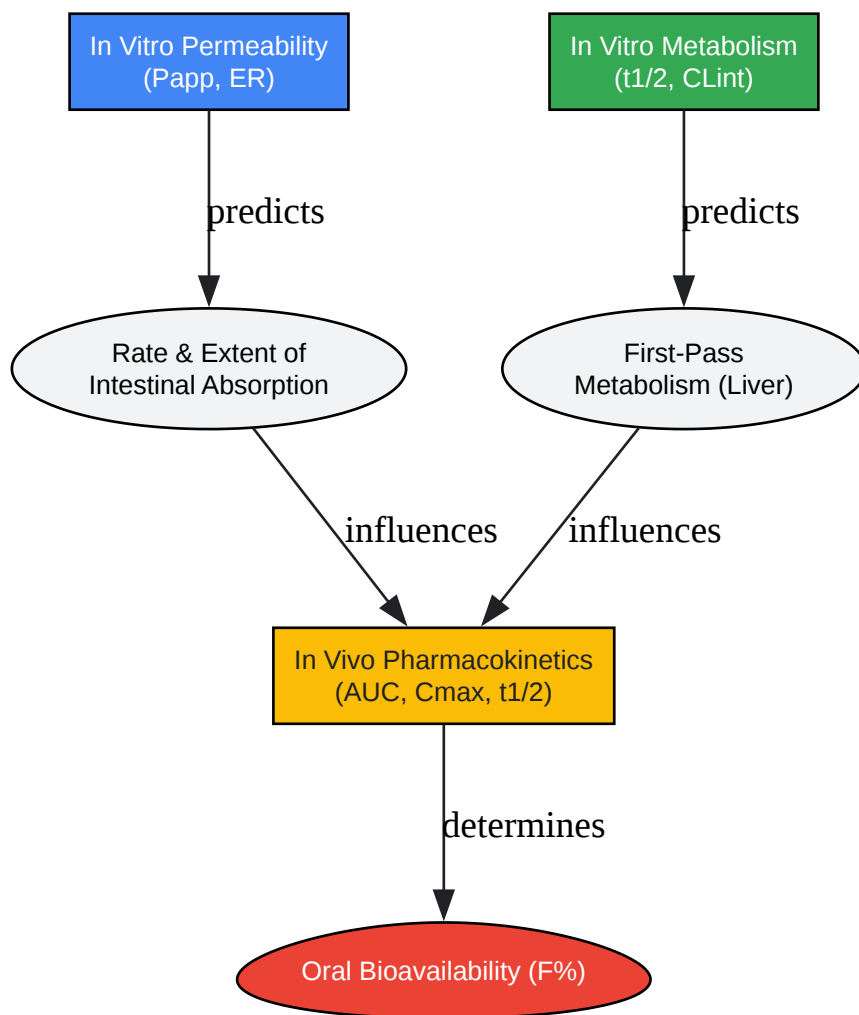 In Vitro Permeability
(Papp, ER)
In Vitro Metabolism
(t1/2, CLint)
predicts
predicts
Rate & Extent of
Intestinal Absorption
First-Pass
Metabolism (Liver)
influences
influences
In Vivo Pharmacokinetics
(AUC, Cmax, t1/2)
determines
Oral Bioavailability (F%)